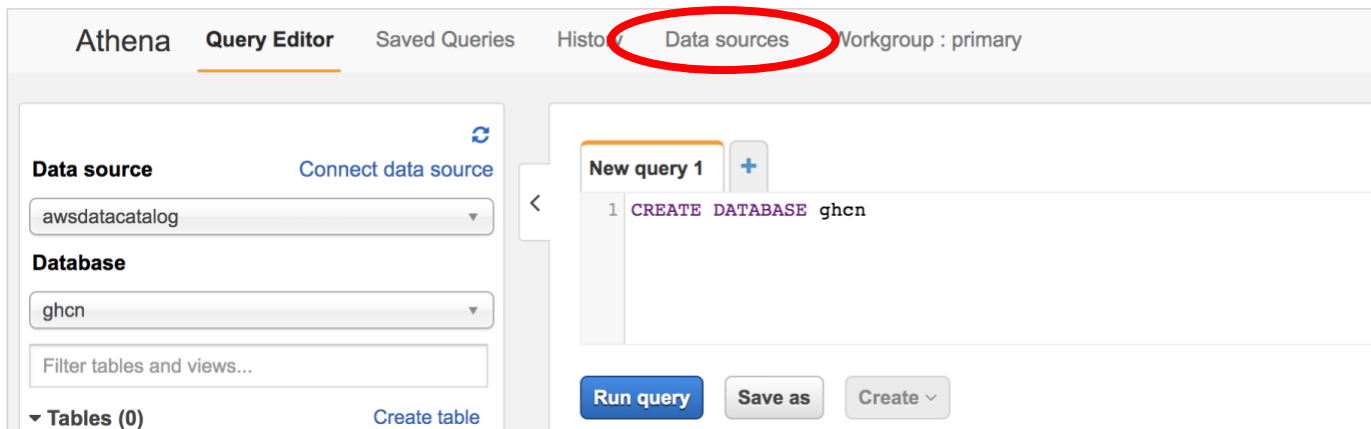 Athena Query Editor Saved Queries History Data sources Workgroup : primary
Data source Connect data source
awsdatacatalog
Database
ghcn
Filter tables and views...
Tables (0) Create table
New query 1 +
1 CREATE DATABASE ghcn
Run query Save as Create